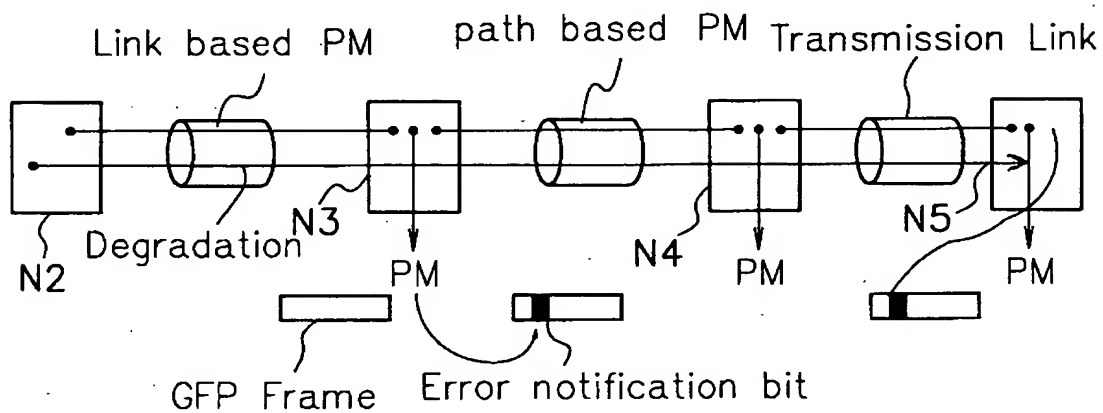 Link based PM
path based PM
Transmission Link
N2
Degradation
N3
PM
N4
PM
N5
PM
GFP Frame
Error notification bit